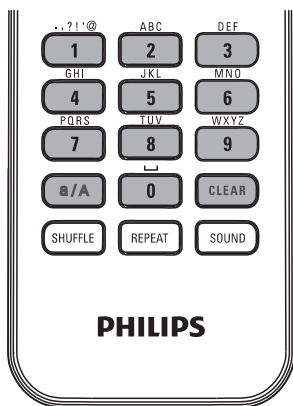 .,?!'@ ABC DEF
1 2 3
GHI JKL MNO
4 5 6
PQRS TUV WXYZ
7 8 9
a/A 0 CLEAR
SHUFFLE REPEAT SOUND
PHILIPS